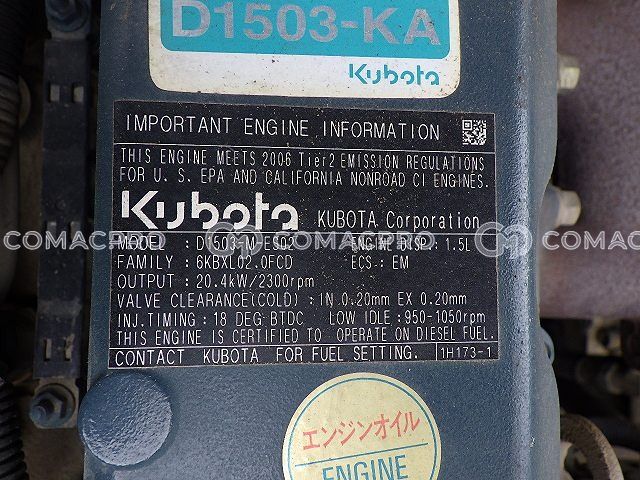 D1503-KA
Kubota
IMPORTANT ENGINE INFORMATION
THIS ENGINE MEETS 2006 Tier2 EMISSION REGULATIONS
FOR U. S. EPA AND CALIFORNIA NONROAD CI ENGINES.
Kubota KUBOTA Corporation
COMACPRO COMACPRO COMACPRO
MODEL : D1503-M-ES02 ENGINE DISP. : 1.5L
FAMILY : 6KBXL02.0FCD ECS : EM
OUTPUT : 20.4kW/2300rpm
VALVE CLEARANCE(COLD) : IN 0.20mm EX 0.20mm
INJ.TIMING : 18 DEG BTDC LOW IDLE : 950-1050rpm
THIS ENGINE IS CERTIFIED TO OPERATE ON DIESEL FUEL.
CONTACT KUBOTA FOR FUEL SETTING. 1H173-1
エンジンオイル
ENGINE